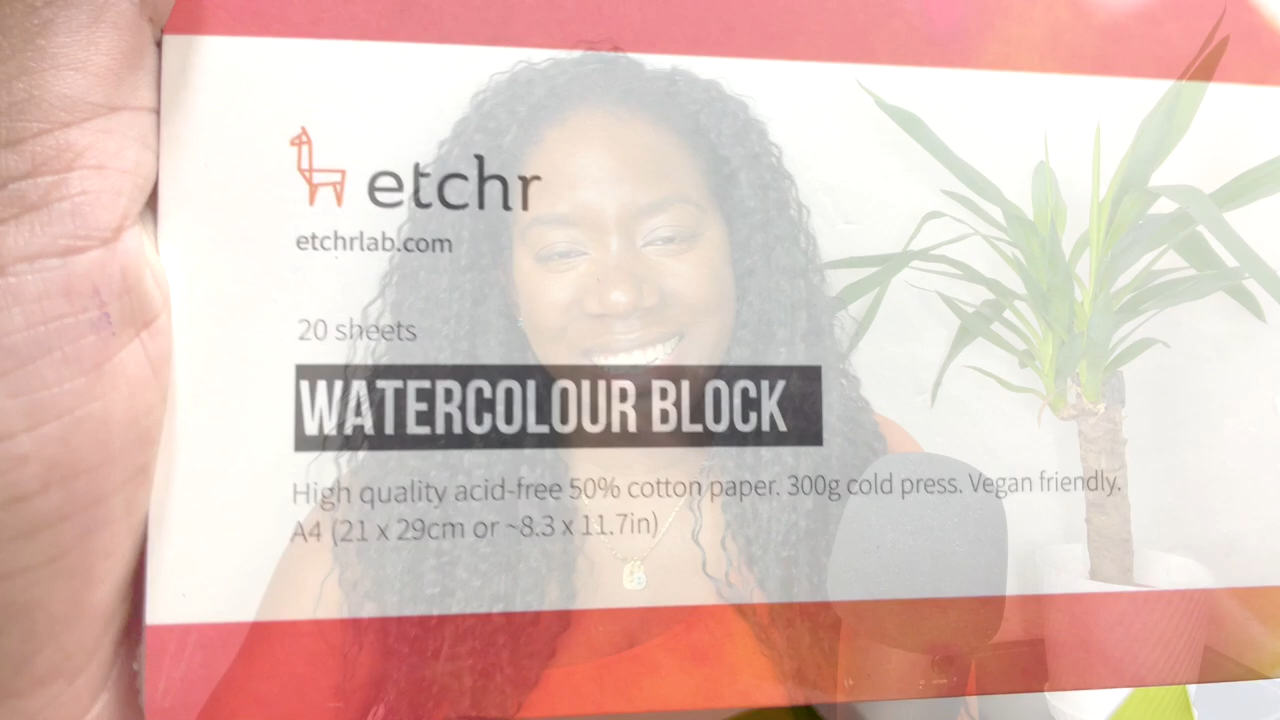 etchr
etchrlab.com
20 sheets
WATERCOLOUR BLOCK
High quality acid-free 50% cotton paper. 300g cold press. Vegan friendly.
A4 (21 x 29cm or ~8.3 x 11.7in)